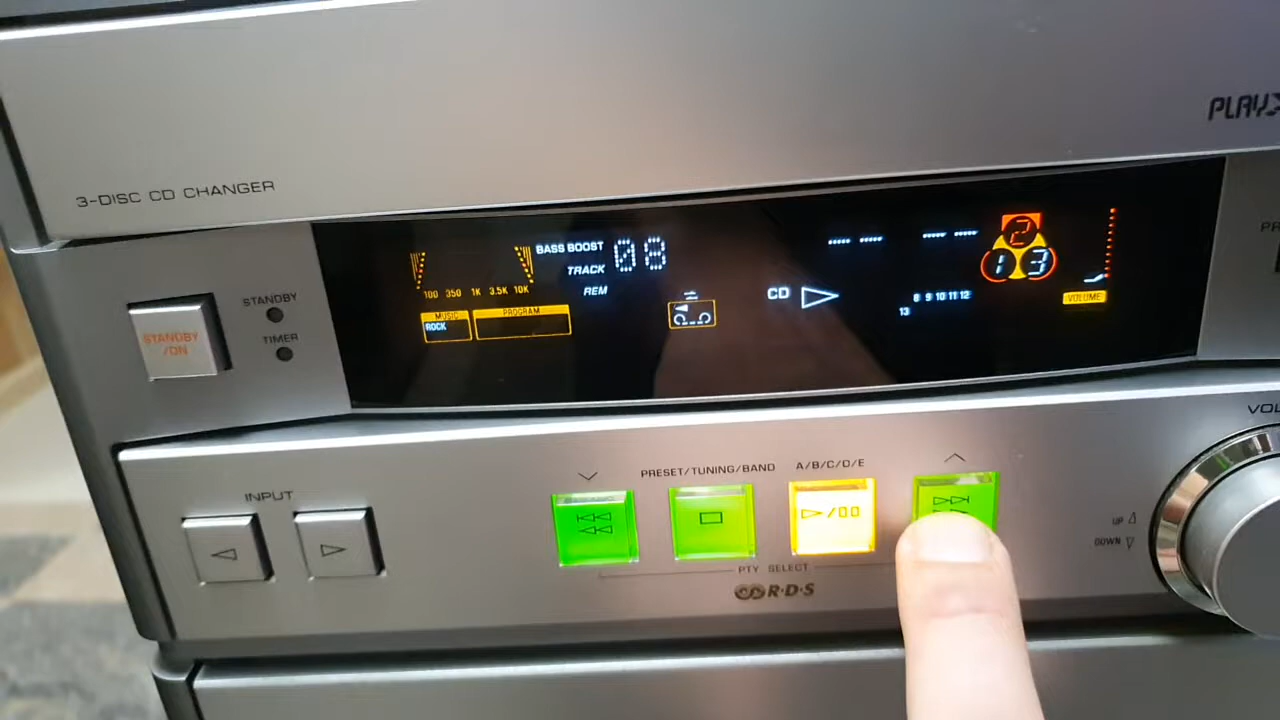 PLAY
3-DISC CD CHANGER
STANDBY
STANDBY
/ON
TIMER
BASS BOOST 08
TRACK
REM
100 350 1K 3.5K 10K
MUSIC PROGRAM
ROCK
CD
---- ----
8 9 10 11 12
13
2
1 3
VOLUME
INPUT
PRESET/TUNING/BAND
A/B/C/D/E
/
PTY SELECT
R·D·S
UP
DOWN